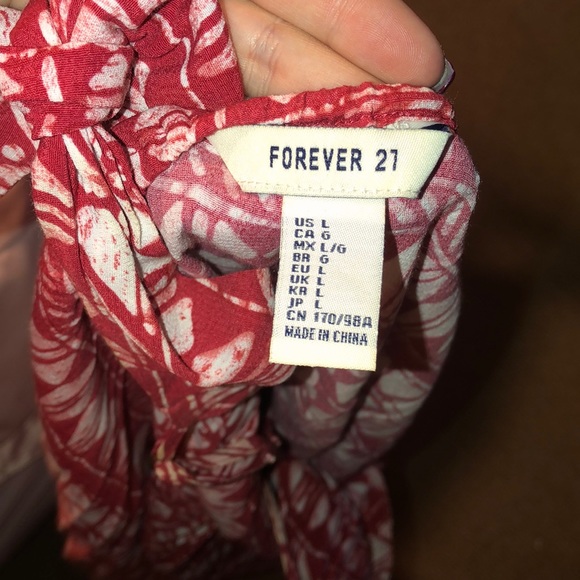 FOREVER 21
US L
CA G
MX L/G
BR G
EU L
UK L
KR L
JP L
CN 170/98A
MADE IN CHINA